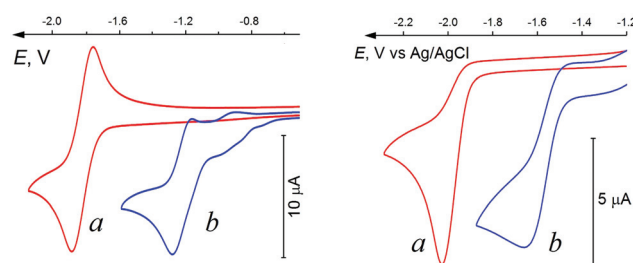 -2.0 -1.6 -1.2 -0.8
E, V
a b
10 μA
-2.2 -2.0 -1.8 -1.6 -1.4 -1.2
E, V vs Ag/AgCl
a b
5 μA